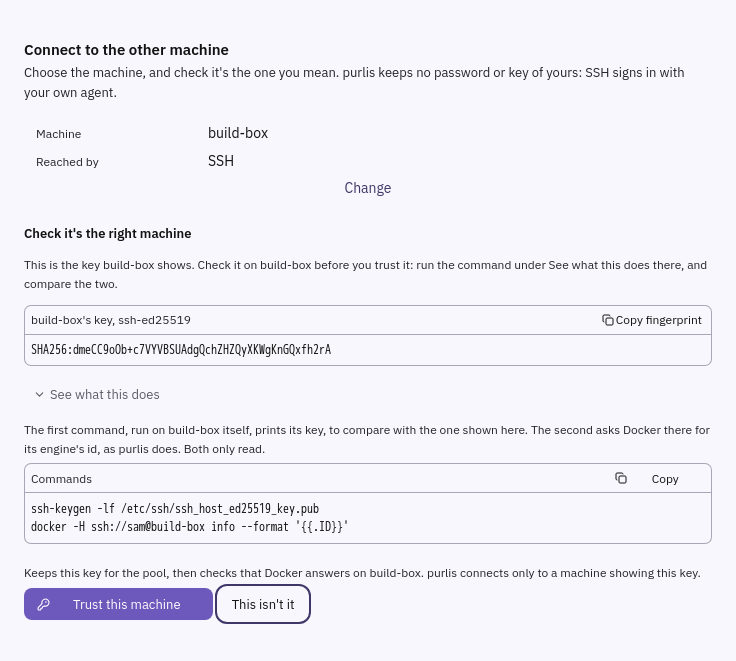 Connect to the other machine
Choose the machine, and check it's the one you mean. purlis keeps no password or key of yours: SSH signs in with
your own agent.
Machine build-box
Reached by SSH
Change
Check it's the right machine
This is the key build-box shows. Check it on build-box before you trust it: run the command under See what this does there, and
compare the two.
build-box's key, ssh-ed25519 Copy fingerprint
SHA256:dmeCC9oOb+c7VYVBSUAdgQchZHZQyXKWgKnGQxfh2rA
See what this does
The first command, run on build-box itself, prints its key, to compare with the one shown here. The second asks Docker there for
its engine's id, as purlis does. Both only read.
Commands Copy
ssh-keygen -lf /etc/ssh/ssh_host_ed25519_key.pub
docker -H ssh://sam@build-box info --format '{{.ID}}'
Keeps this key for the pool, then checks that Docker answers on build-box. purlis connects only to a machine showing this key.
Trust this machine This isn't it